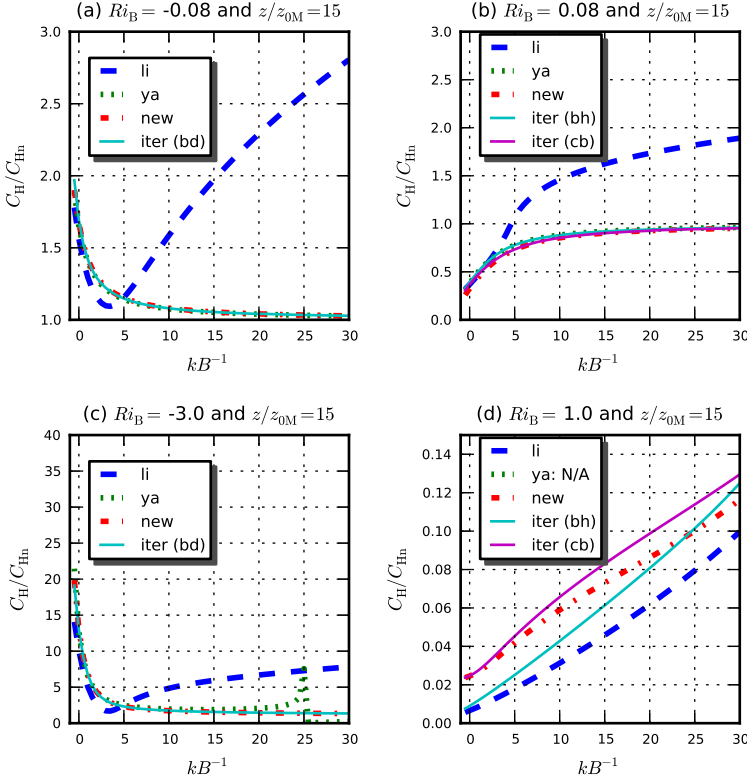 (a) Ri_B = -0.08 and z/z_0M=15
3.0
2.5
2.0
1.5
1.0
C_H/C_Hn
li
ya
new
iter (bd)
0 5 10 15 20 25 30
kB⁻¹
(b) Ri_B = 0.08 and z/z_0M=15
3.0
2.5
2.0
1.5
1.0
0.5
0.0
C_H/C_Hn
li
ya
new
iter (bh)
iter (cb)
0 5 10 15 20 25 30
kB⁻¹
(c) Ri_B = -3.0 and z/z_0M=15
40
35
30
25
20
15
10
5
0
C_H/C_Hn
li
ya
new
iter (bd)
0 5 10 15 20 25 30
kB⁻¹
(d) Ri_B = 1.0 and z/z_0M=15
0.14
0.12
0.10
0.08
0.06
0.04
0.02
0.00
C_H/C_Hn
li
ya: N/A
new
iter (bh)
iter (cb)
0 5 10 15 20 25 30
kB⁻¹